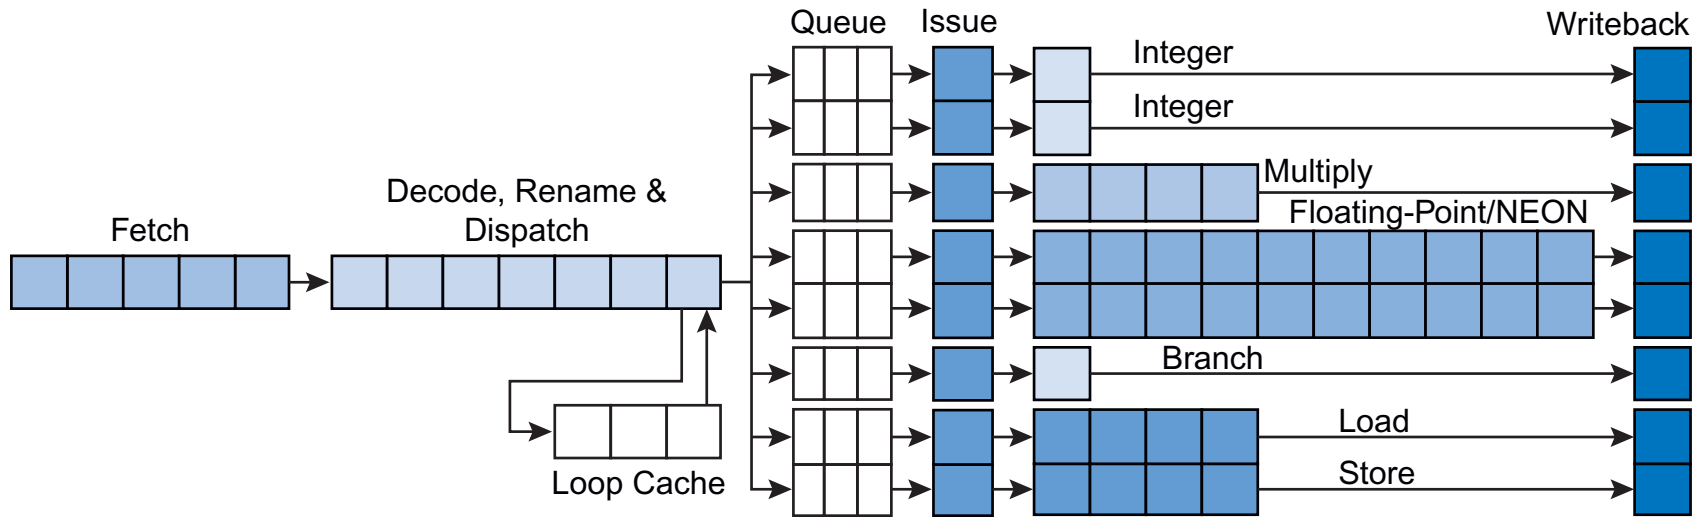 Queue
Issue
Writeback
Integer
Integer
Multiply
Decode, Rename &
Dispatch
Fetch
Floating-Point/NEON
Branch
Load
Store
Loop Cache